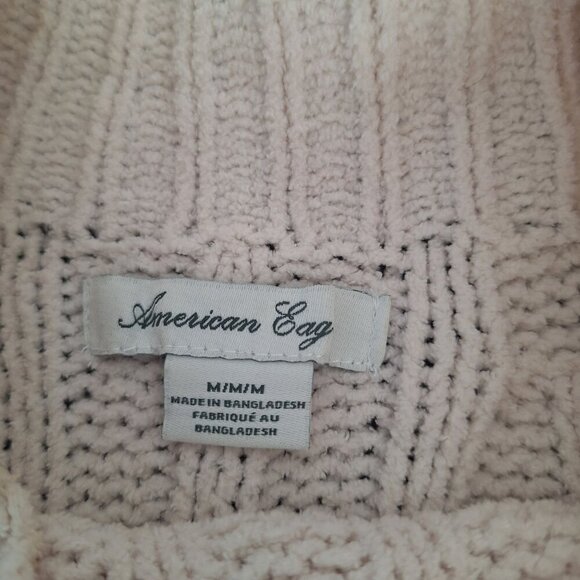 American Eag
M/M/M
MADE IN BANGLADESH
FABRIQUÉ AU
BANGLADESH